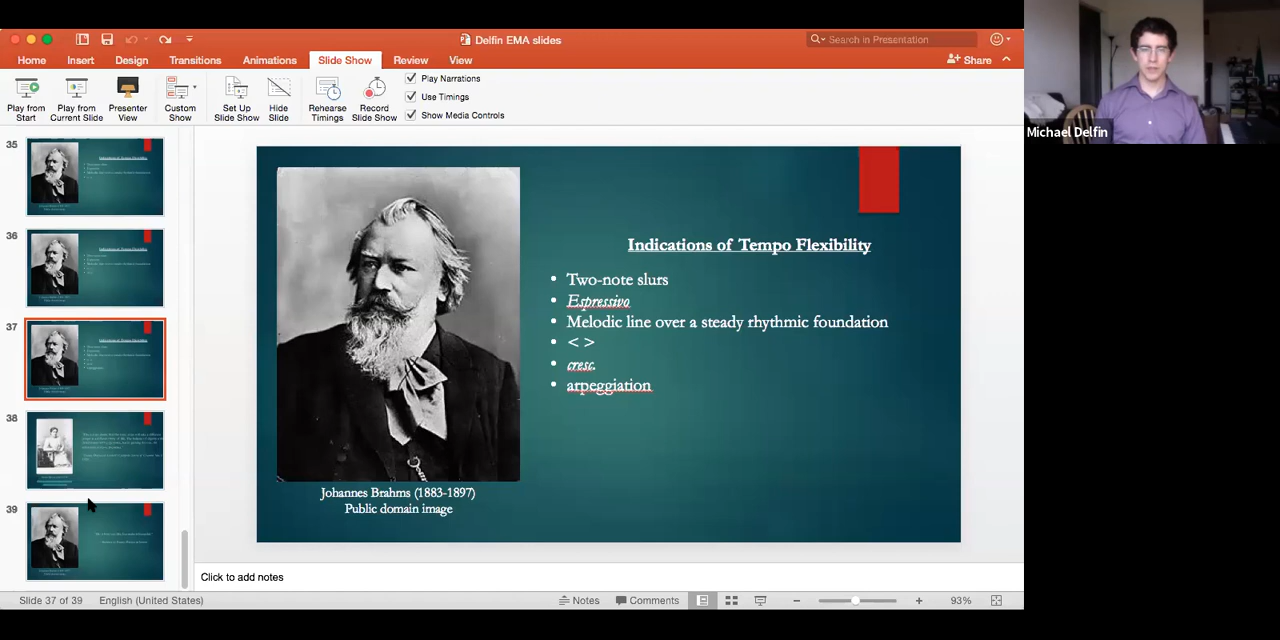 Delfin EMA slides
Search in Presentation
Home Insert Design Transitions Animations Slide Show Review View
Share
Play from Start
Play from Current Slide
Presenter View
Custom Show
Set Up Slide Show
Hide Slide
Rehearse Timings
Record Slide Show
Play Narrations
Use Timings
Show Media Controls
Michael Delfin
35
36
37
38
39
Indications of Tempo Flexibility
• Two-note slurs
• Espressivo
• Melodic line over a steady rhythmic foundation
• < >
• cresc.
• arpeggiation
Johannes Brahms (1883-1897)
Public domain image
Click to add notes
Slide 37 of 39 English (United States) Notes Comments 93%